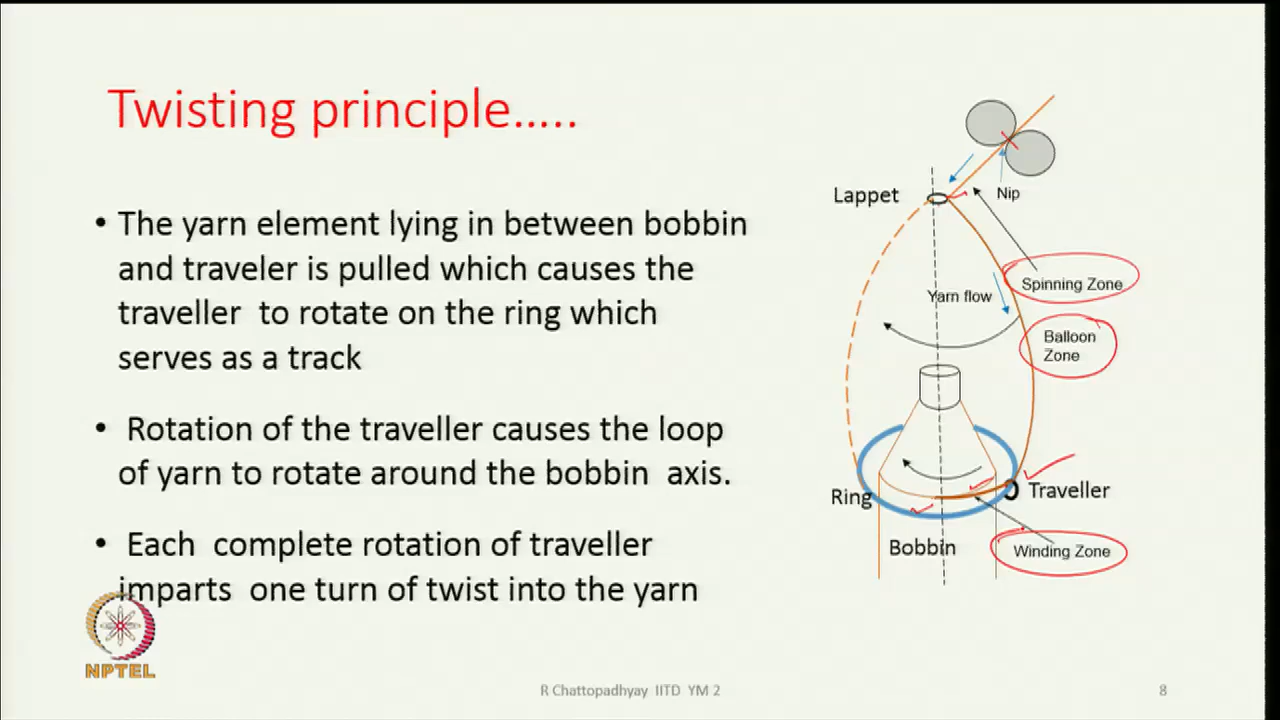 Twisting principle.....
• The yarn element lying in between bobbin
and traveler is pulled which causes the
traveller to rotate on the ring which
serves as a track
• Rotation of the traveller causes the loop
of yarn to rotate around the bobbin axis.
• Each complete rotation of traveller
imparts one turn of twist into the yarn
Lappet
Nip
Spinning Zone
Yarn flow
Balloon
Zone
Ring
Traveller
Bobbin
Winding Zone
NPTEL
R Chattopadhyay IITD YM 2
8